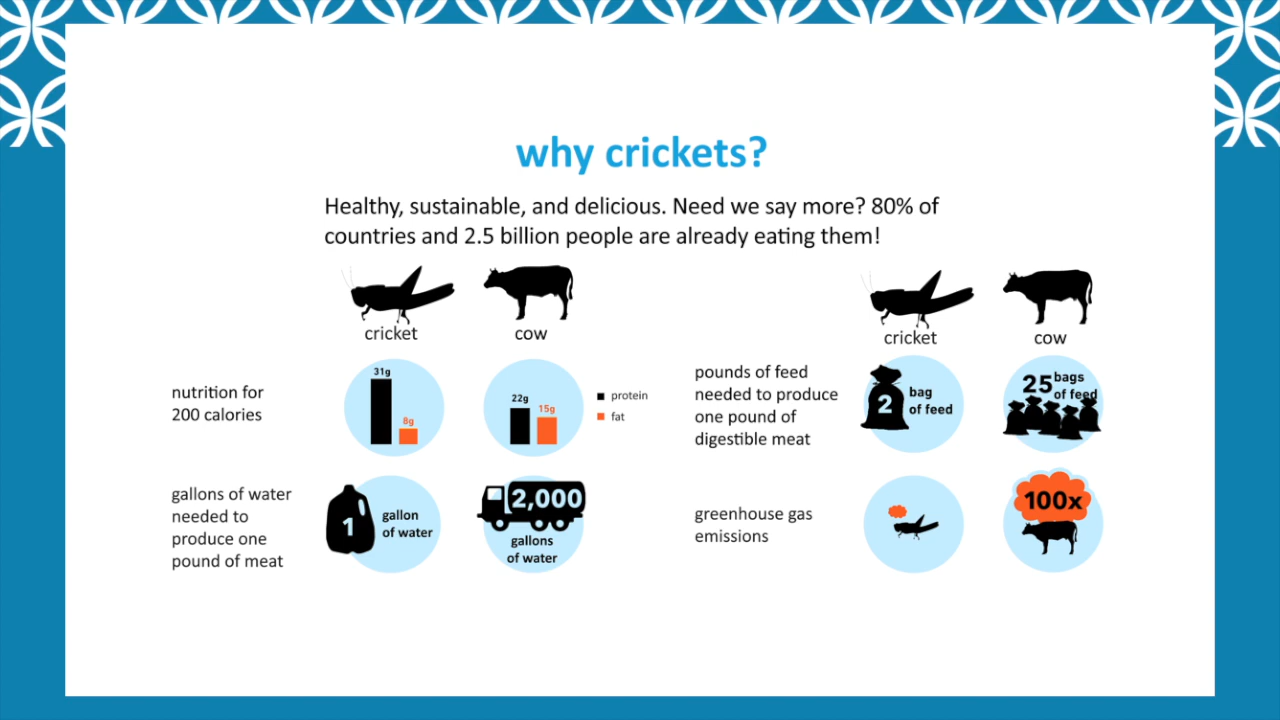 why crickets?
Healthy, sustainable, and delicious. Need we say more? 80% of
countries and 2.5 billion people are already eating them!
cricket
cow
nutrition for
200 calories
31g
8g
22g
15g
protein
fat
gallons of water
needed to
produce one
pound of meat
1
gallon
of water
2,000
gallons
of water
cricket
cow
pounds of feed
needed to produce
one pound of
digestible meat
2
bag
of feed
25 bags
of feed
greenhouse gas
emissions
100x